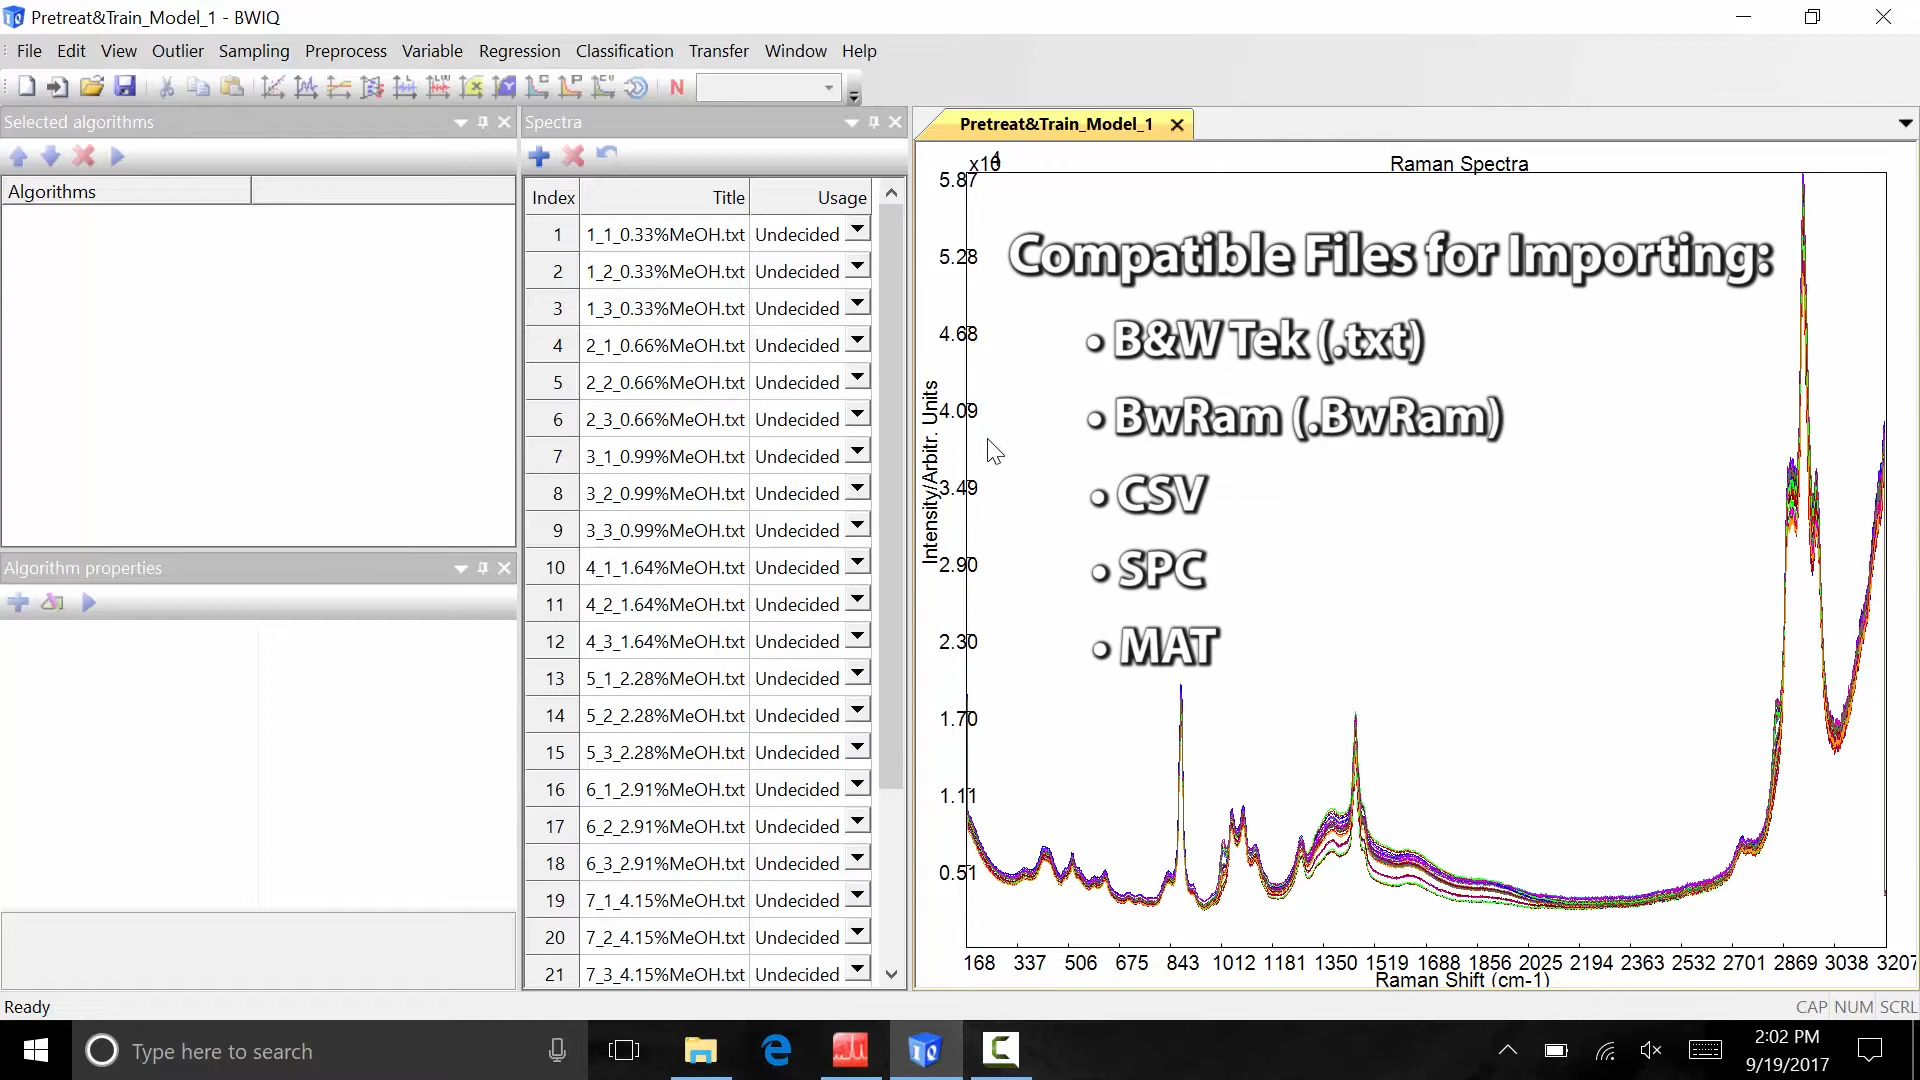 Pretreat&Train_Model_1 - BWIQ
File Edit View Outlier Sampling Preprocess Variable Regression Classification Transfer Window Help
N
Selected algorithms
Algorithms
Algorithm properties
Spectra
Index Title Usage
1 1_1_0.33%MeOH.txt Undecided
2 1_2_0.33%MeOH.txt Undecided
3 1_3_0.33%MeOH.txt Undecided
4 2_1_0.66%MeOH.txt Undecided
5 2_2_0.66%MeOH.txt Undecided
6 2_3_0.66%MeOH.txt Undecided
7 3_1_0.99%MeOH.txt Undecided
8 3_2_0.99%MeOH.txt Undecided
9 3_3_0.99%MeOH.txt Undecided
10 4_1_1.64%MeOH.txt Undecided
11 4_2_1.64%MeOH.txt Undecided
12 4_3_1.64%MeOH.txt Undecided
13 5_1_2.28%MeOH.txt Undecided
14 5_2_2.28%MeOH.txt Undecided
15 5_3_2.28%MeOH.txt Undecided
16 6_1_2.91%MeOH.txt Undecided
17 6_2_2.91%MeOH.txt Undecided
18 6_3_2.91%MeOH.txt Undecided
19 7_1_4.15%MeOH.txt Undecided
20 7_2_4.15%MeOH.txt Undecided
21 7_3_4.15%MeOH.txt Undecided
Pretreat&Train_Model_1
Raman Spectra
x10 4
5.87
5.28
4.68
4.09
3.49
2.90
2.30
1.70
1.11
0.51
Intensity/Arbitr. Units
Compatible Files for Importing:
• B&W Tek (.txt)
• BwRam (.BwRam)
• CSV
• SPC
• MAT
168 337 506 675 843 1012 1181 1350 1519 1688 1856 2025 2194 2363 2532 2701 2869 3038 3207
Raman Shift (cm-1)
Ready
CAP NUM SCRL
Type here to search
2:02 PM
9/19/2017